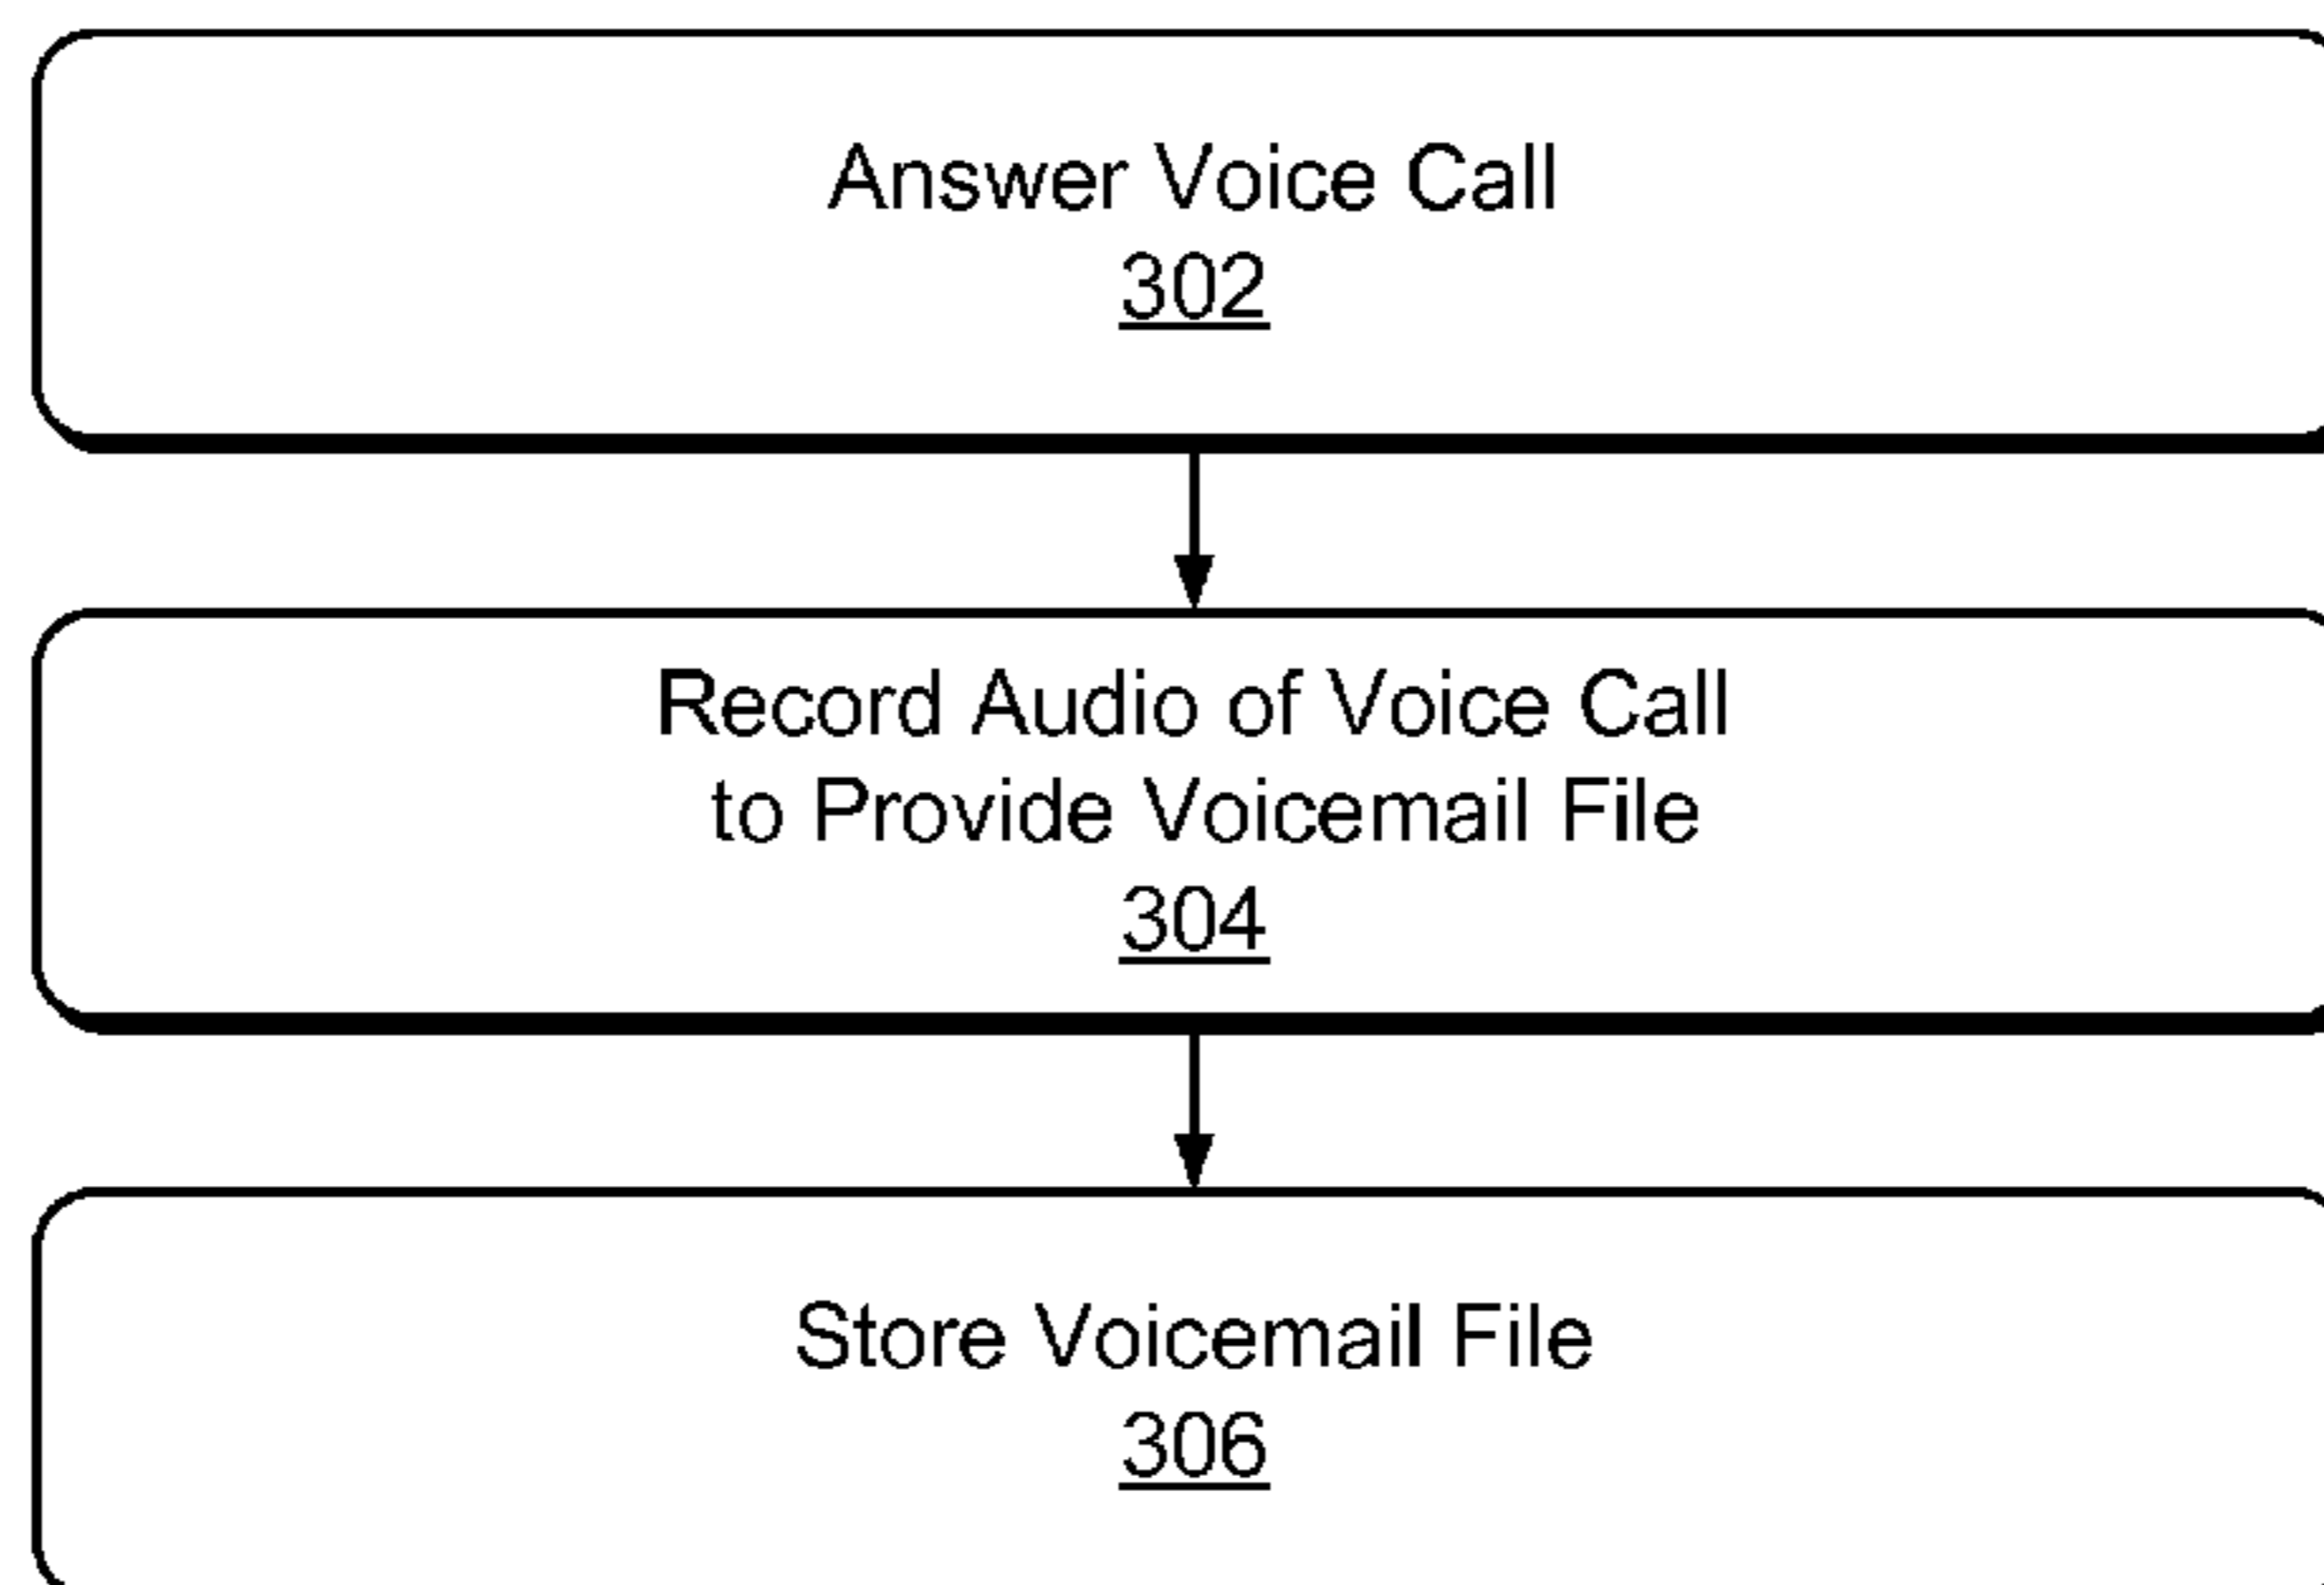 Answer Voice Call
302
Record Audio of Voice Call
to Provide Voicemail File
304
Store Voicemail File
306